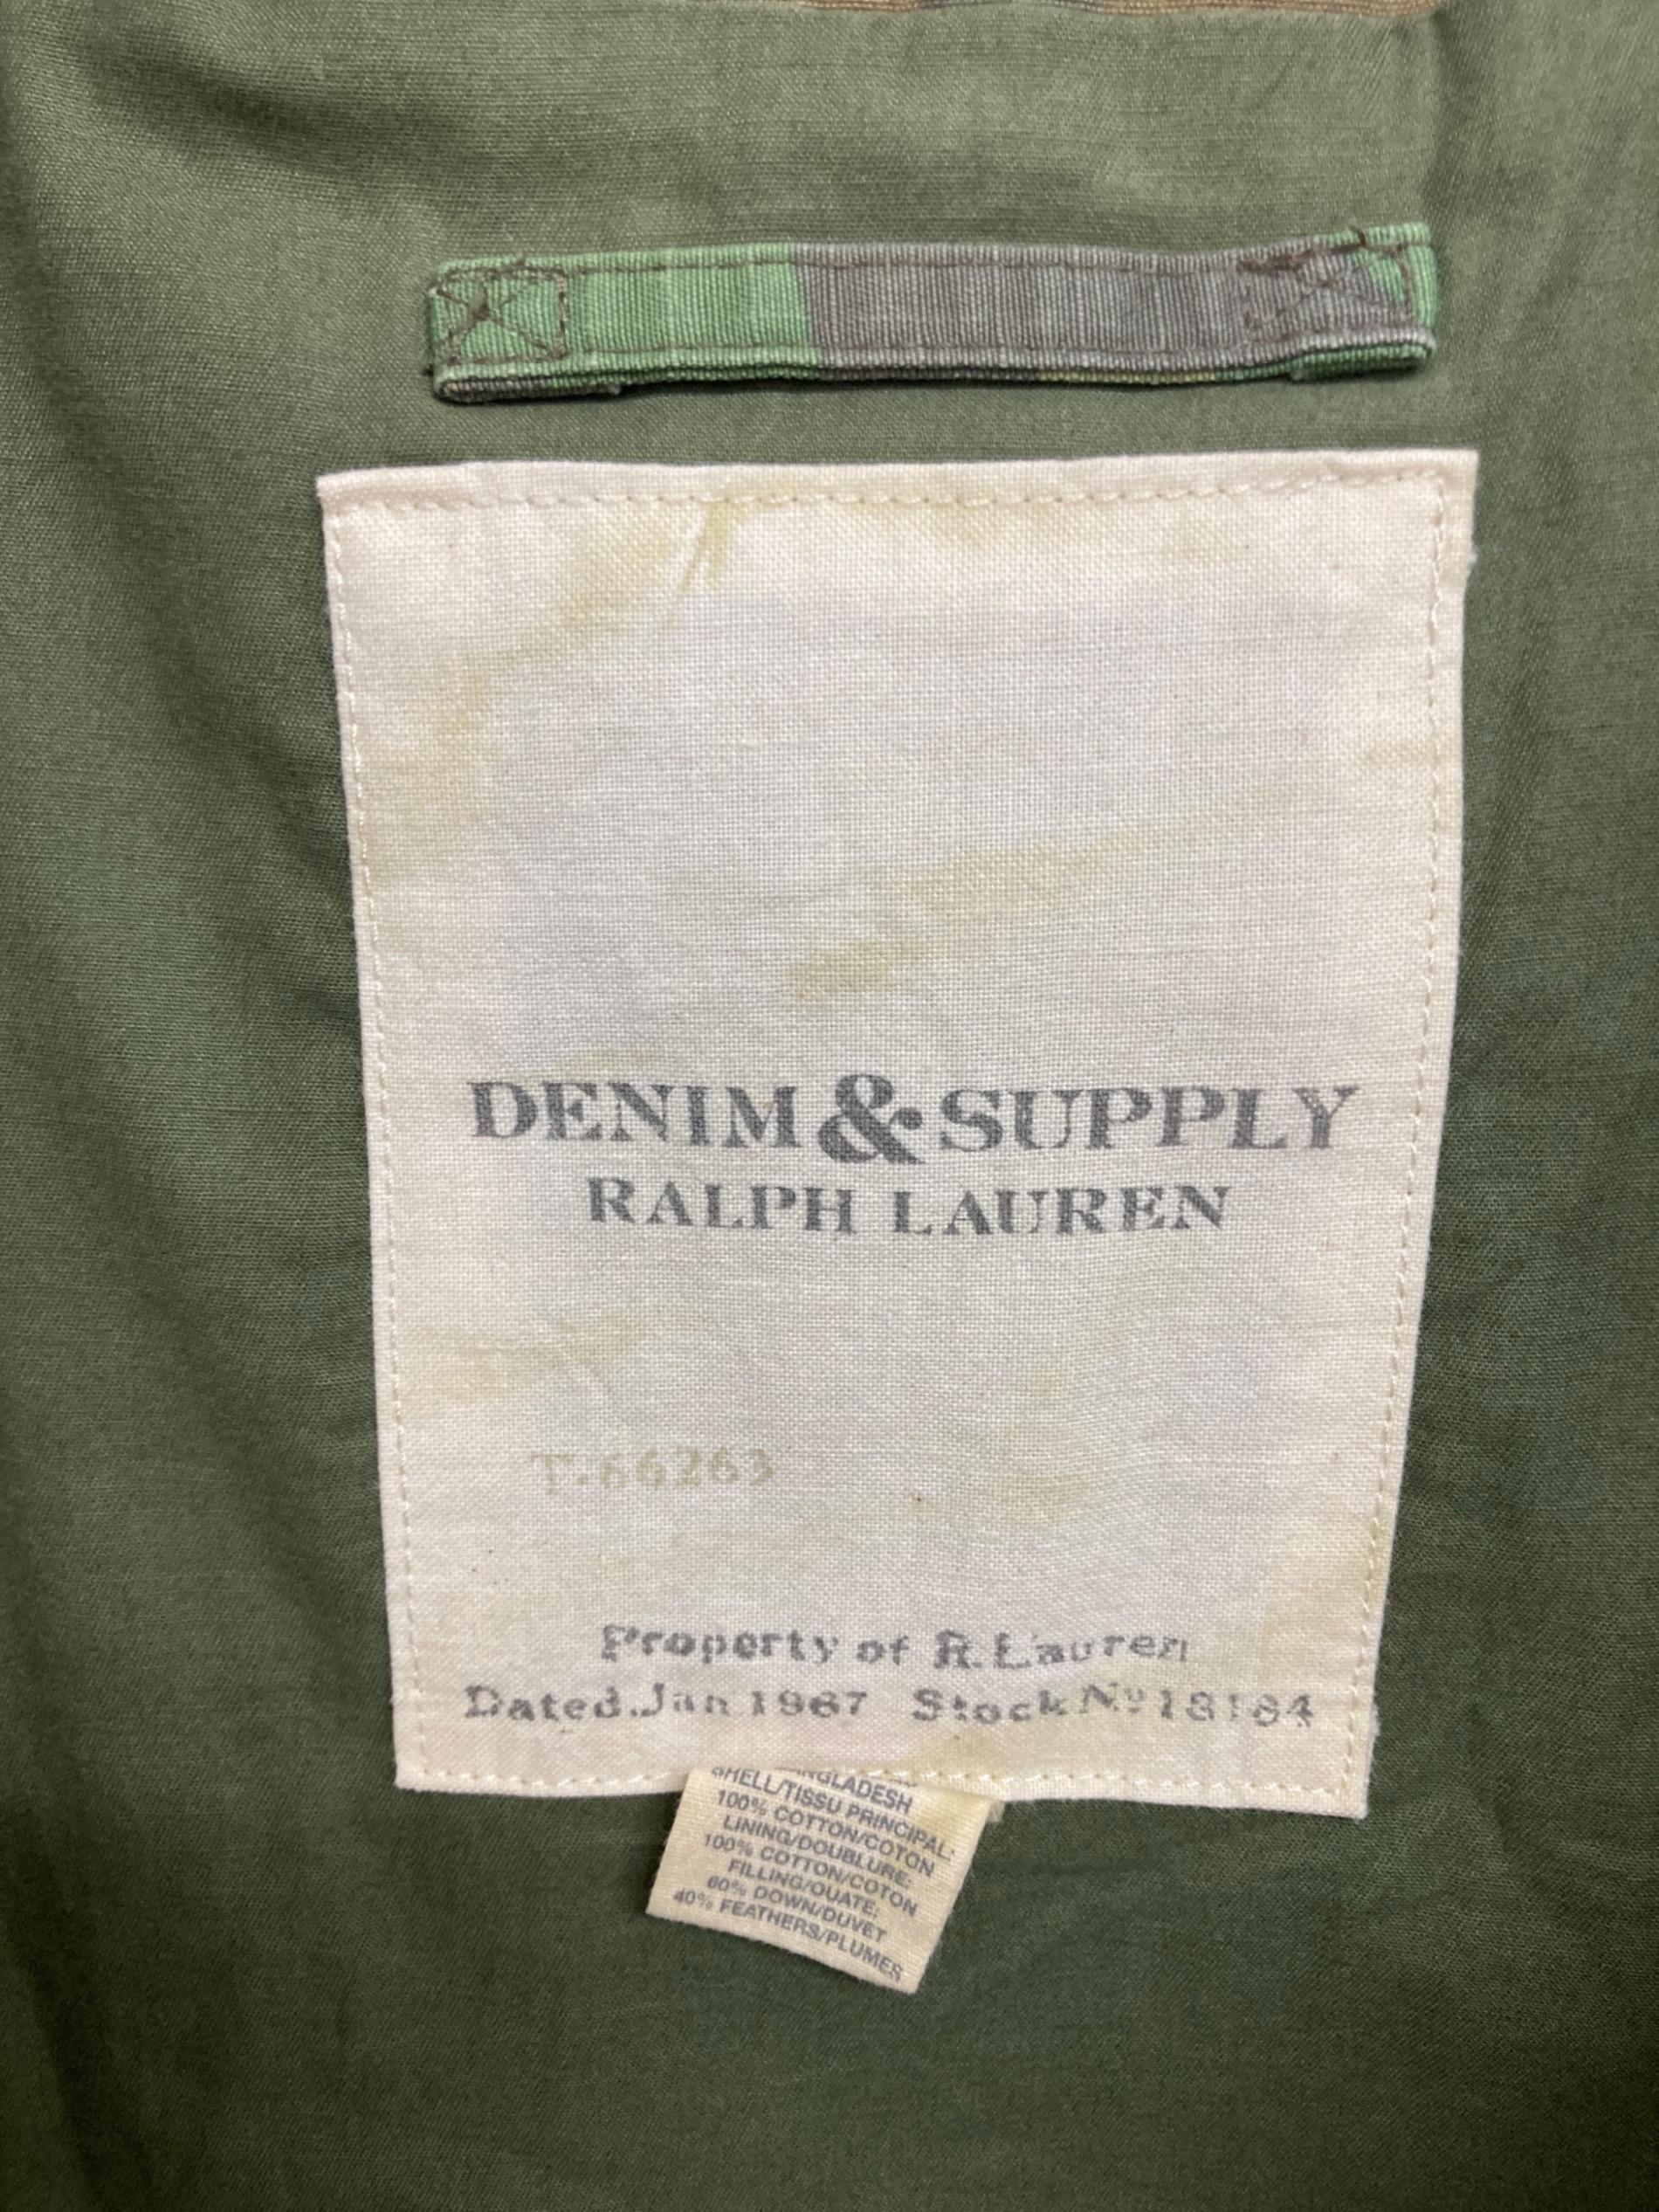 DENIM & SUPPLY
RALPH LAUREN
T-66263
Property of R.Lauren
Dated.Jan 1967 Stock No 18184
SHELL/TISSU PRINCIPAL:
100% COTTON/COTON
LINING/DOUBLURE:
100% COTTON/COTON
FILLING/OUATE:
60% DOWN/DUVET
40% FEATHERS/PLUMES